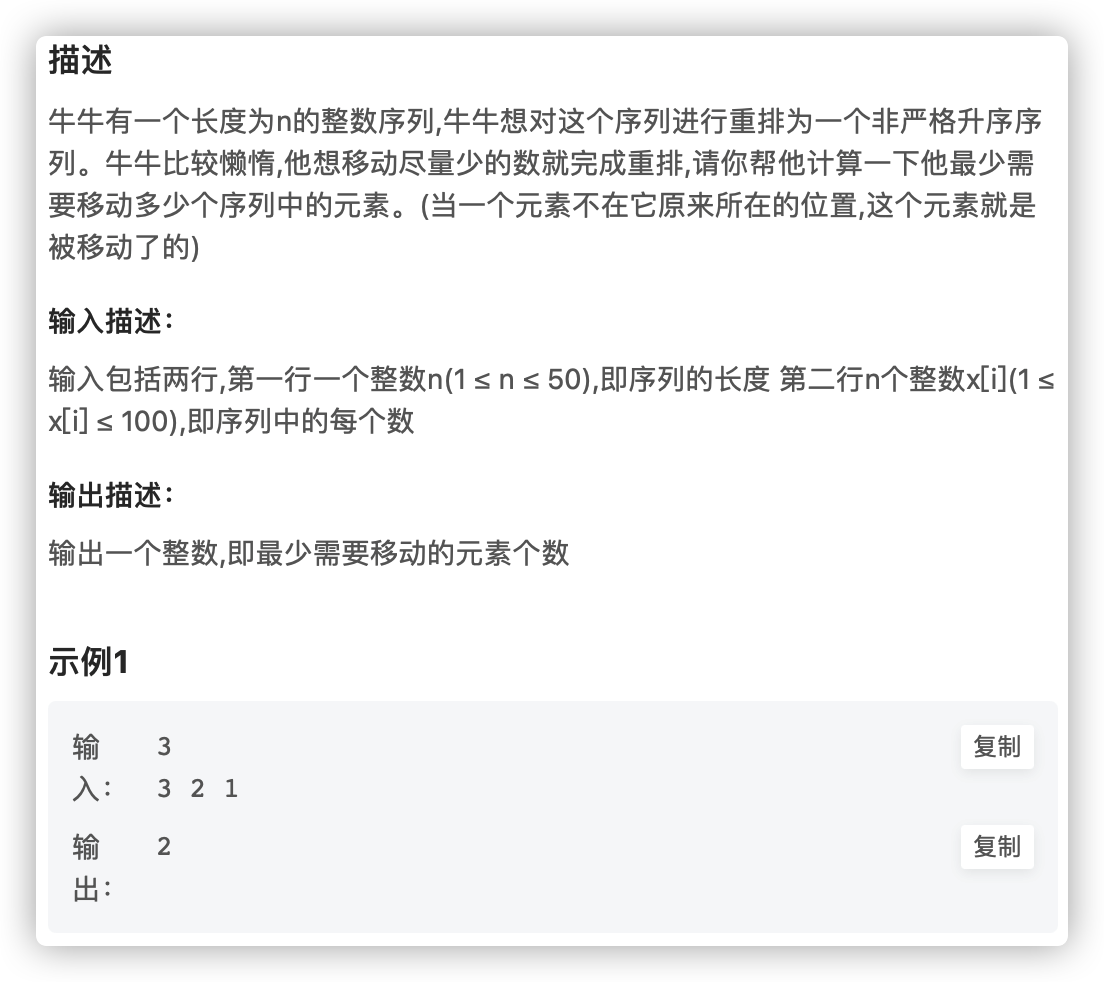 描述
牛牛有一个长度为n的整数序列,牛牛想对这个序列进行重排为一个非严格升序序
列。牛牛比较懒惰,他想移动尽量少的数就完成重排,请你帮他计算一下他最少需
要移动多少个序列中的元素。(当一个元素不在它原来所在的位置,这个元素就是
被移动了的)
输入描述：
输入包括两行,第一行一个整数n(1 ≤ n ≤ 50),即序列的长度 第二行n个整数x[i](1 ≤
x[i] ≤ 100),即序列中的每个数
输出描述：
输出一个整数,即最少需要移动的元素个数
示例1
输 3 复制
入： 3 2 1
输 2 复制
出：